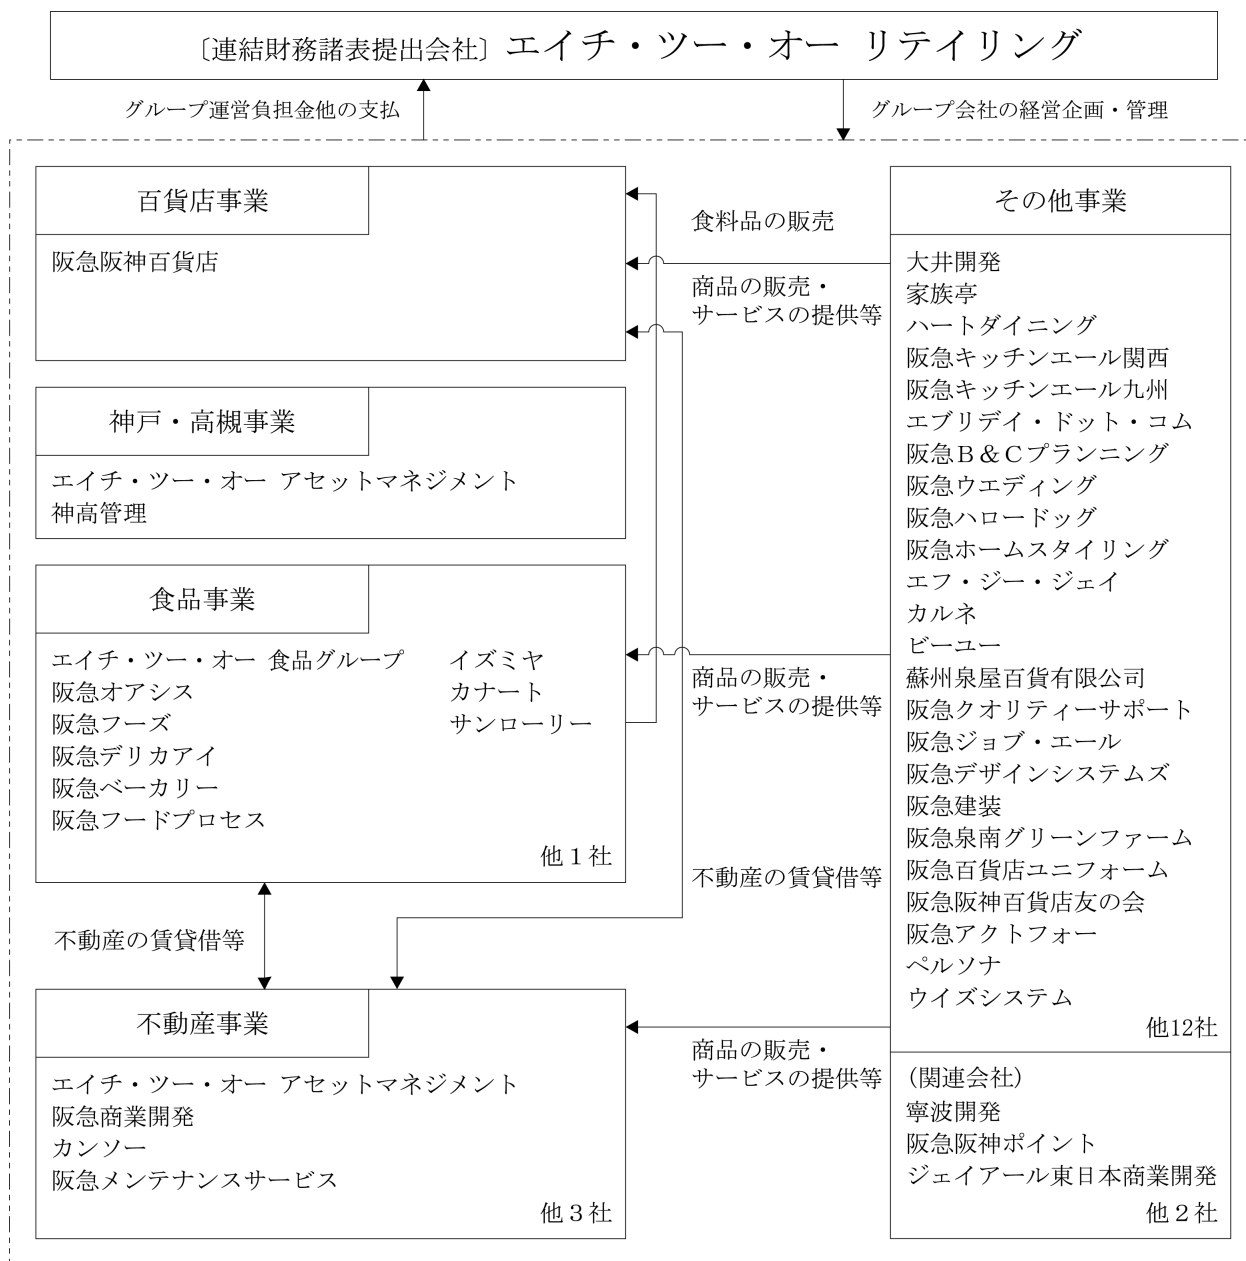 〔連結財務諸表提出会社〕エイチ・ツー・オー リテイリング
グループ運営負担金他の支払
グループ会社の経営企画・管理
百貨店事業
阪急阪神百貨店
神戸・高槻事業
エイチ・ツー・オー アセットマネジメント
神高管理
食品事業
エイチ・ツー・オー 食品グループ
阪急オアシス
阪急フーズ
阪急デリカアイ
阪急ベーカリー
阪急フードプロセス
イズミヤ
カナート
サンローリー
他1社
不動産の賃貸借等
不動産事業
エイチ・ツー・オー アセットマネジメント
阪急商業開発
カンソー
阪急メンテナンスサービス
他3社
食料品の販売
商品の販売・
サービスの提供等
商品の販売・
サービスの提供等
不動産の賃貸借等
商品の販売・
サービスの提供等
その他事業
大井開発
家族亭
ハートダイニング
阪急キッチンエール関西
阪急キッチンエール九州
エブリデイ・ドット・コム
阪急B&Cプランニング
阪急ウエディング
阪急ハロードッグ
阪急ホームスタイリング
エフ・ジー・ジェイ
カルネ
ビーユー
蘇州泉屋百貨有限公司
阪急クオリティーサポート
阪急ジョブ・エール
阪急デザインシステムズ
阪急建装
阪急泉南グリーンファーム
阪急百貨店ユニフォーム
阪急阪神百貨店友の会
阪急アクトフォー
ペルソナ
ウイズシステム
他12社
(関連会社)
寧波開発
阪急阪神ポイント
ジェイアール東日本商業開発
他2社